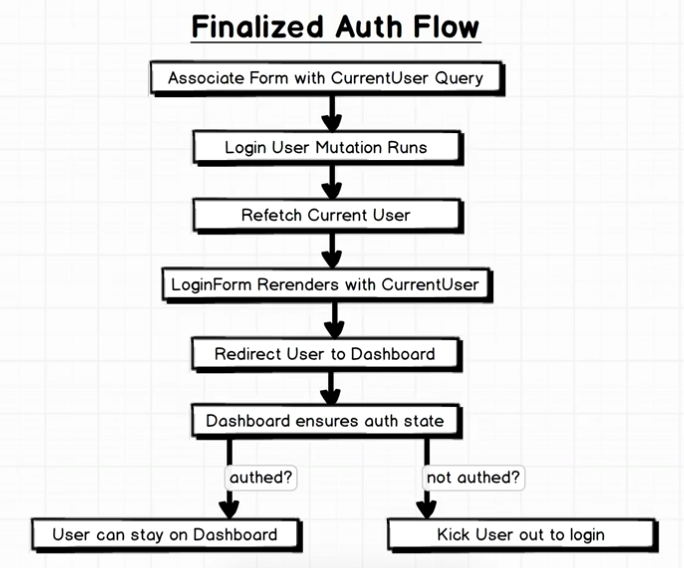 Finalized Auth Flow
Associate Form with CurrentUser Query
Login User Mutation Runs
Refetch Current User
LoginForm Rerenders with CurrentUser
Redirect User to Dashboard
Dashboard ensures auth state
authed?
not authed?
User can stay on Dashboard
Kick User out to login